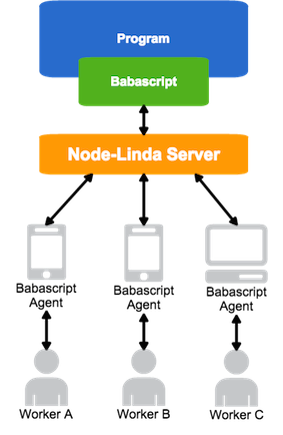 Program
Babascript
Node-Linda Server
Babascript
Agent
Babascript
Agent
Babascript
Agent
Worker A
Worker B
Worker C